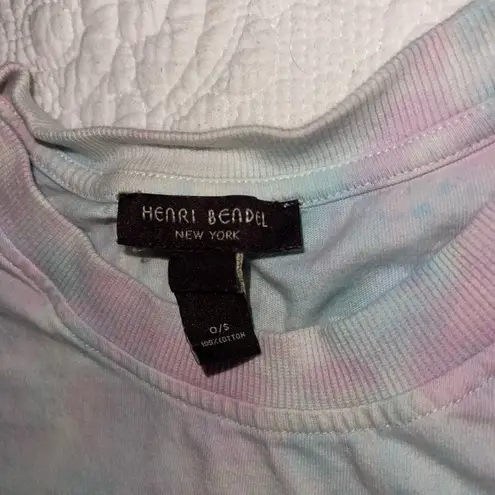 HENRI BENDEL
NEW YORK
O/S
100% COTTON